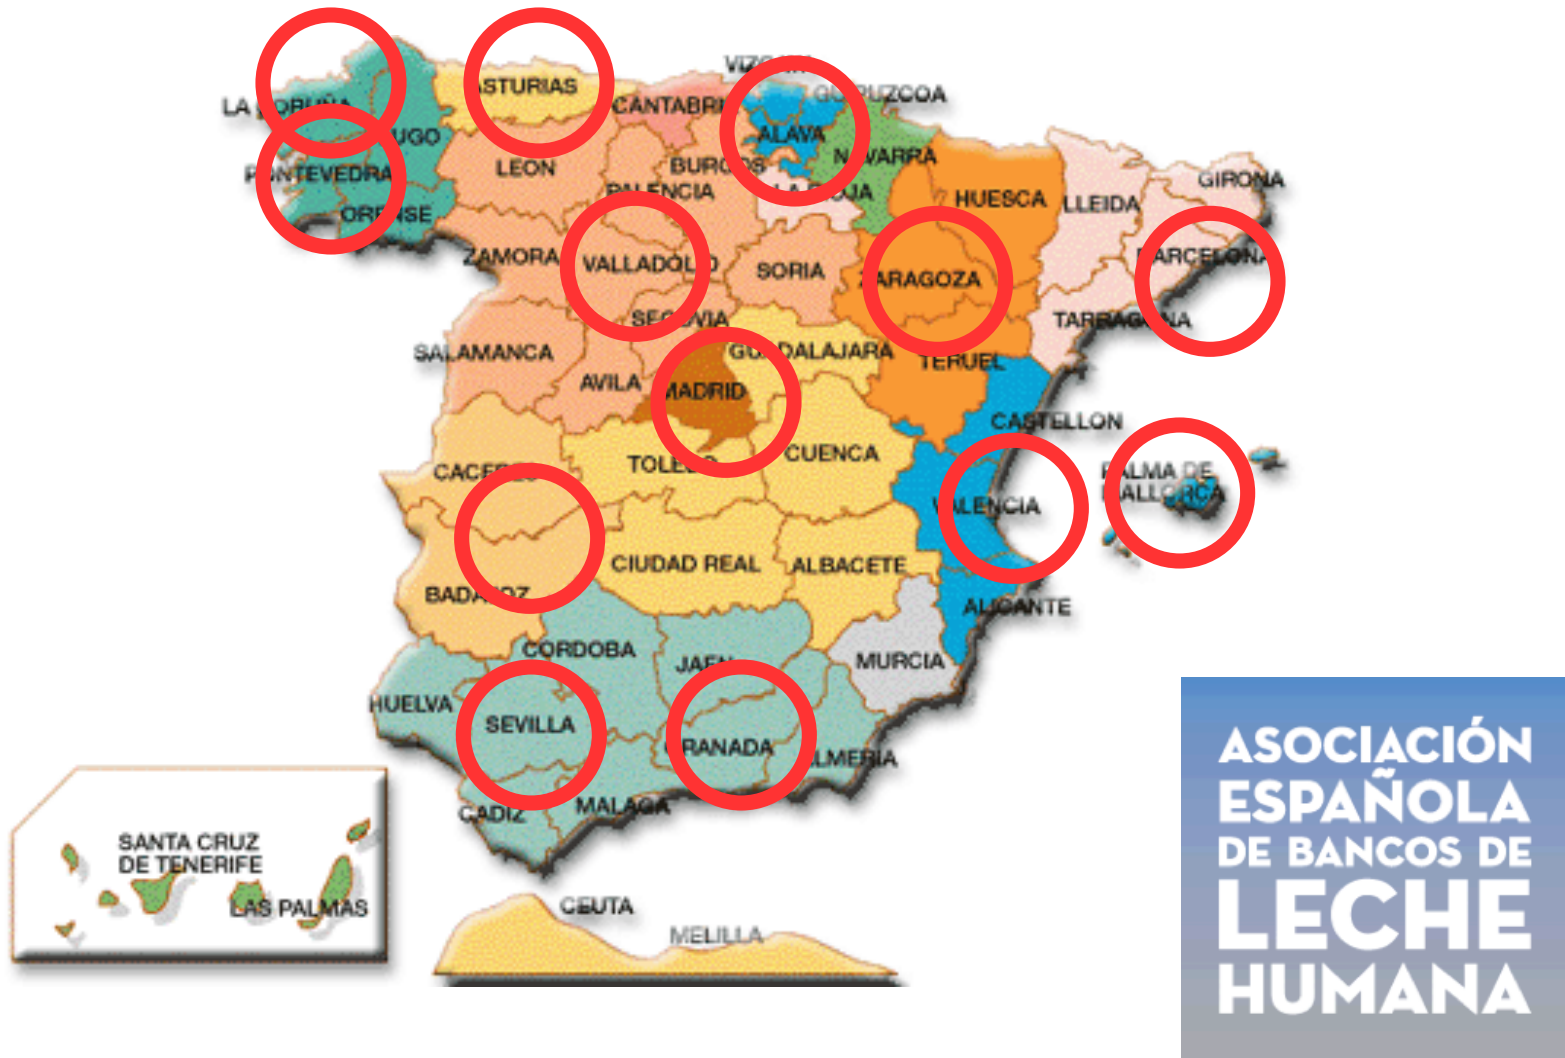 VIZCAYA
ASTURIAS
GUIPUZCOA
LA CORUÑA
CANTABRIA
LUGO
ALAVA
NAVARRA
LEON
BURGOS
PONTEVEDRA
PALENCIA
LA RIOJA
HUESCA
LLEIDA
GIRONA
ORENSE
ZAMORA
VALLADOLID
SORIA
ZARAGOZA
BARCELONA
SEGOVIA
TARRAGONA
SALAMANCA
GUADALAJARA
TERUEL
AVILA
MADRID
CASTELLON
CACERES
TOLEDO
CUENCA
PALMA DE
MALLORCA
VALENCIA
CIUDAD REAL
ALBACETE
BADAJOZ
ALICANTE
CORDOBA
JAEN
MURCIA
HUELVA
SEVILLA
GRANADA
ALMERIA
CADIZ
MALAGA
SANTA CRUZ
DE TENERIFE
LAS PALMAS
CEUTA
MELILLA
ASOCIACIÓN
ESPAÑOLA
DE BANCOS DE
LECHE
HUMANA